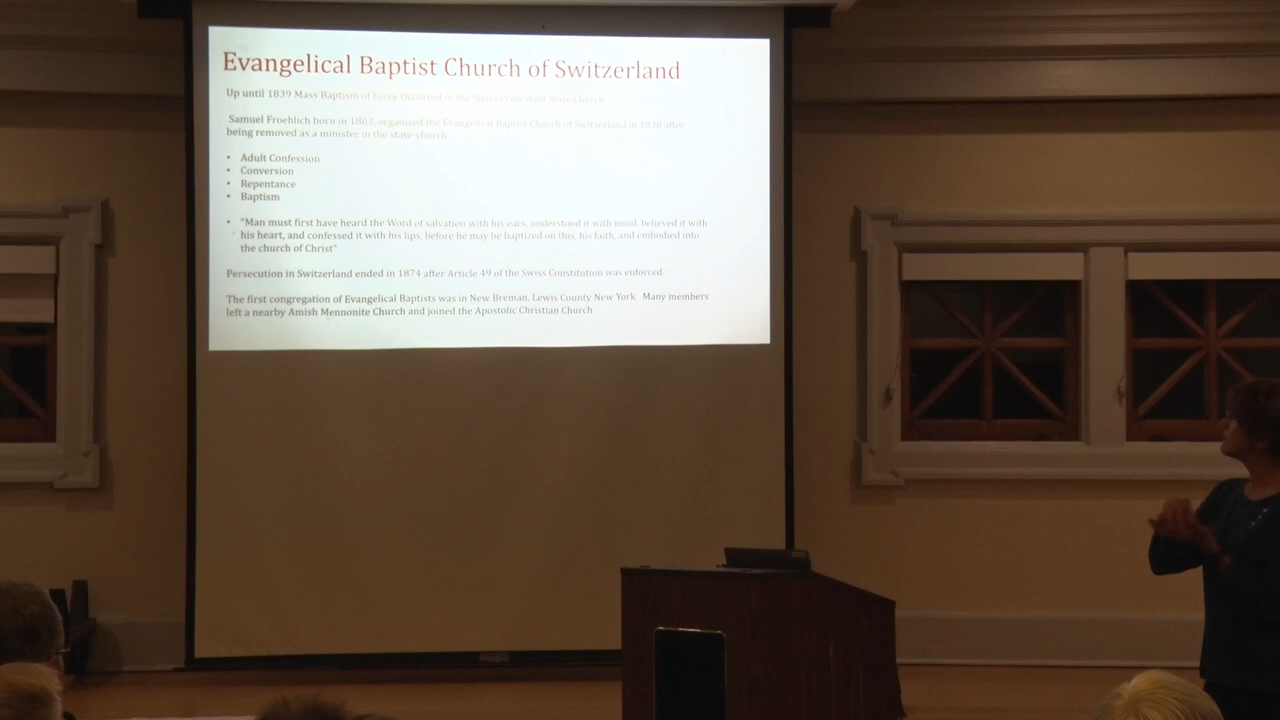 Evangelical Baptist Church of Switzerland
Up until 1839 Mass Baptism of Force Occurred in the Swiss Protestant State Church
Samuel Froehlich born in 1803, organized the Evangelical Baptist Church of Switzerland in 1830 after
being removed as a minister in the state church
• Adult Confession
• Conversion
• Repentance
• Baptism
• "Man must first have heard the Word of salvation with his ears, understood it with mind, believed it with
his heart, and confessed it with his lips, before he may be baptized on this, his faith, and embodied into
the church of Christ"
Persecution in Switzerland ended in 1874 after Article 49 of the Swiss Constitution was enforced.
The first congregation of Evangelical Baptists was in New Breman, Lewis County New York. Many members
left a nearby Amish Mennonite Church and joined the Apostolic Christian Church